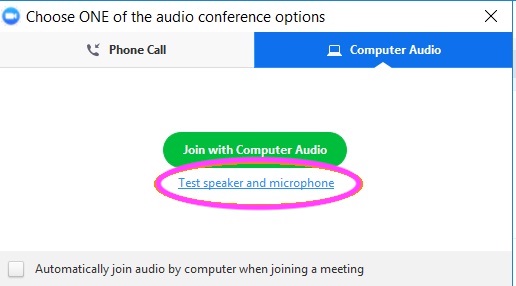 Choose ONE of the audio conference options
Phone Call
Computer Audio
Join with Computer Audio
Test speaker and microphone
Automatically join audio by computer when joining a meeting